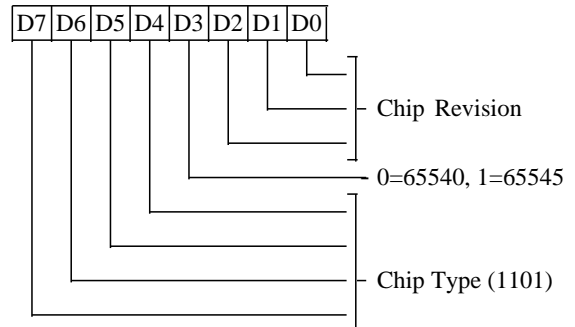 D7 D6 D5 D4 D3 D2 D1 D0
Chip Revision
0=65540, 1=65545
Chip Type (1101)